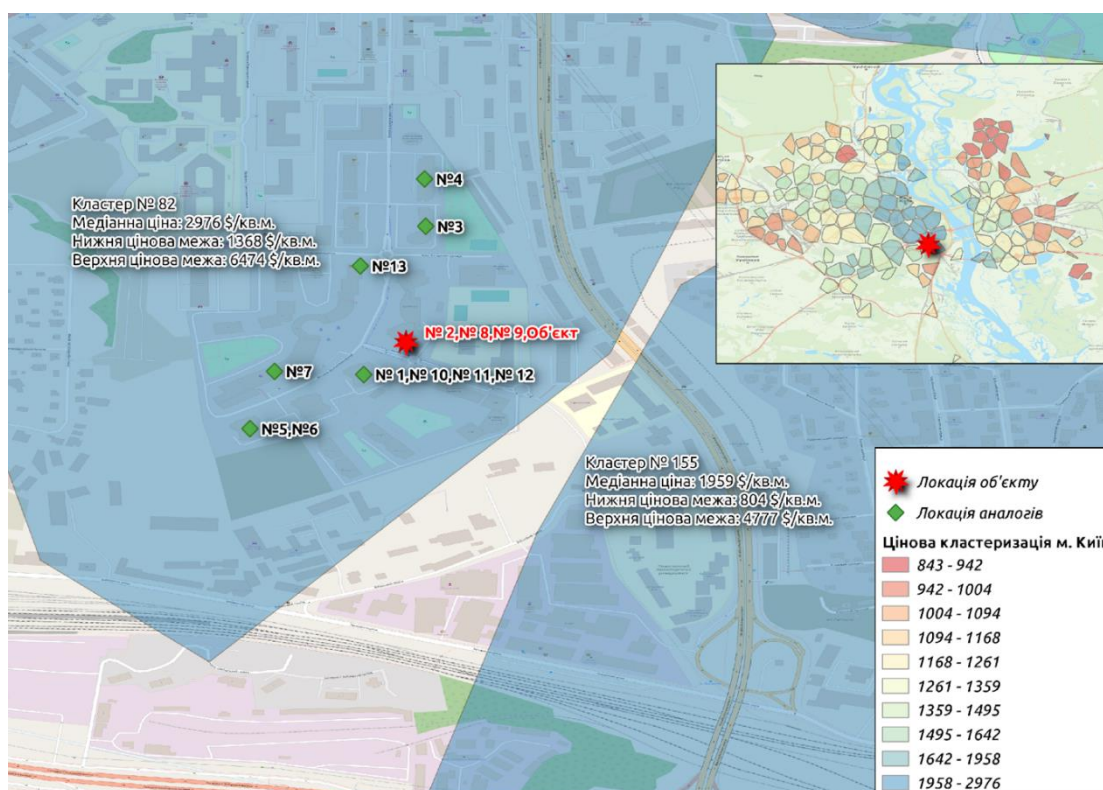 №4
№3
Кластер № 82
Медіанна ціна: 2976 $/кв.м.
Нижня цінова межа: 1368 $/кв.м.
Верхня цінова межа: 6474 $/кв.м.
№13
№ 2,№ 8,№ 9,Об'єкт
№7
№ 1,№ 10,№ 11,№ 12
№5,№6
Кластер № 155
Медіанна ціна: 1959 $/кв.м.
Нижня цінова межа: 804 $/кв.м.
Верхня цінова межа: 4777 $/кв.м.
Локація об'єкту
Локація аналогів
Цінова кластеризація м. Київ
843 - 942
942 - 1004
1004 - 1094
1094 - 1168
1168 - 1261
1261 - 1359
1359 - 1495
1495 - 1642
1642 - 1958
1958 - 2976